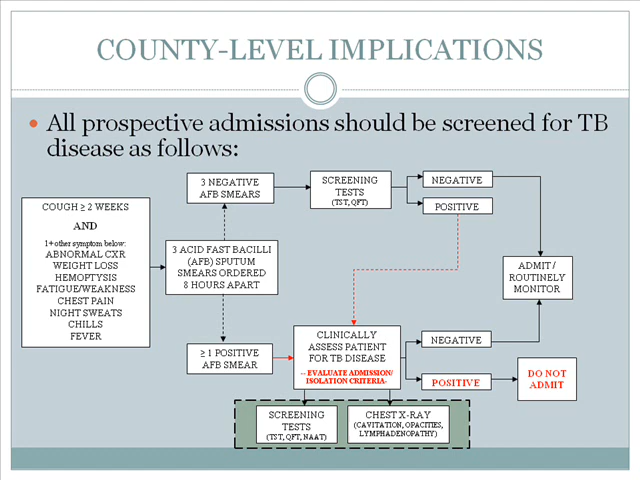 COUNTY-LEVEL IMPLICATIONS
• All prospective admissions should be screened for TB
disease as follows:
COUGH ≥ 2 WEEKS
AND
1+other symptom below:
ABNORMAL CXR
WEIGHT LOSS
HEMOPTYSIS
FATIGUE/WEAKNESS
CHEST PAIN
NIGHT SWEATS
CHILLS
FEVER
3 NEGATIVE
AFB SMEARS
3 ACID FAST BACILLI
(AFB) SPUTUM
SMEARS ORDERED
8 HOURS APART
≥ 1 POSITIVE
AFB SMEAR
SCREENING
TESTS
(TST, QFT)
NEGATIVE
POSITIVE
ADMIT /
ROUTINELY
MONITOR
CLINICALLY
ASSESS PATIENT
FOR TB DISEASE
-- EVALUATE ADMISSION/
ISOLATION CRITERIA-
NEGATIVE
POSITIVE
DO NOT
ADMIT
SCREENING
TESTS
(TST, QFT, NAAT)
CHEST X-RAY
(CAVITATION, OPACITIES,
LYMPHADENOPATHY)